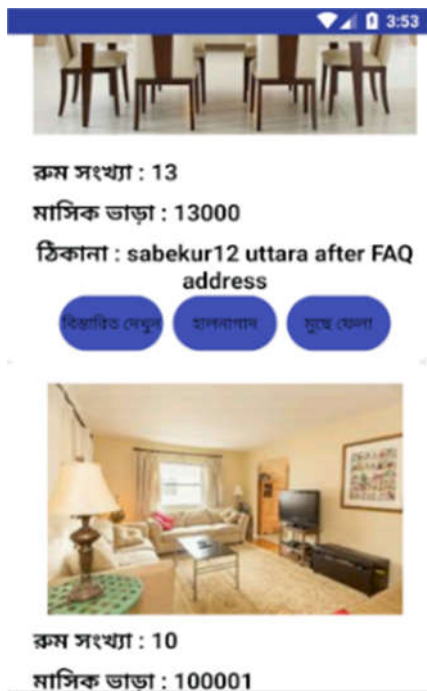 3:53
রুম সংখ্যা : 13
মাসিক ভাড়া : 13000
ঠিকানা : sabekur12 uttara after FAQ
address
বিস্তারিত দেখুন হালনাগাদ মুছে ফেলা
রুম সংখ্যা : 10
মাসিক ভাড়া : 100001